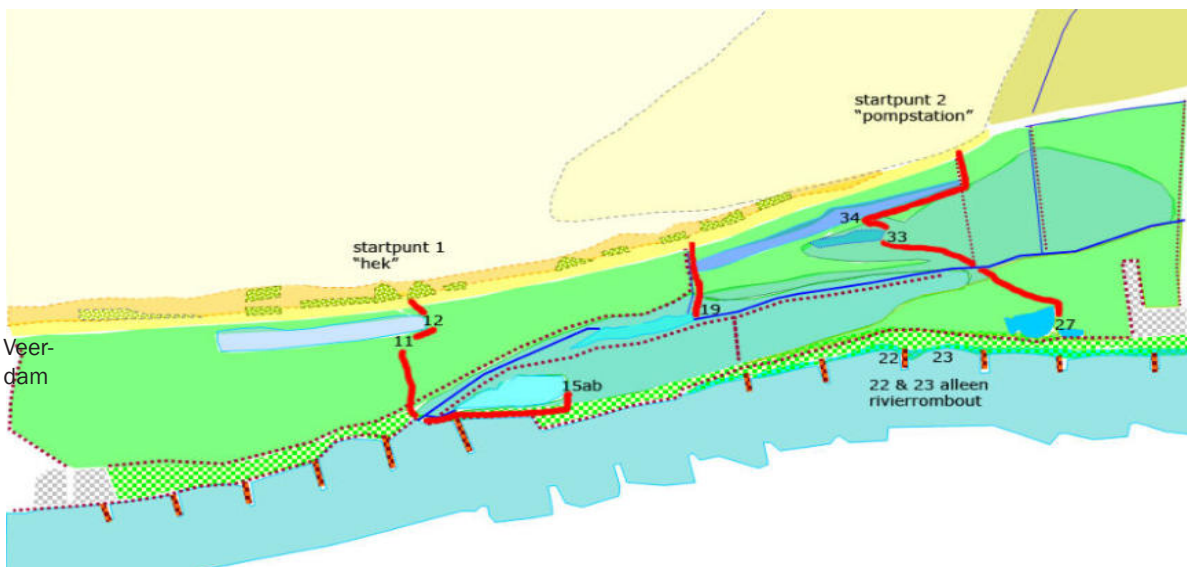 startpunt 2
"pompstation"
34
33
startpunt 1
"hek"
12
19
11
27
Veer-
dam
15ab
22
23
22 & 23 alleen
rivierrombout